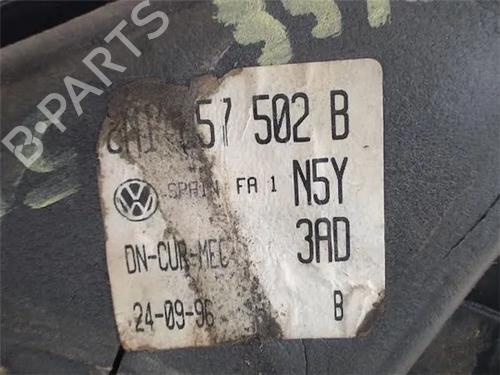 57 502 B
SPAIN FA 1 N5Y
3AD
DN-CUR-MEC
24-09-96 B
B-PARTS